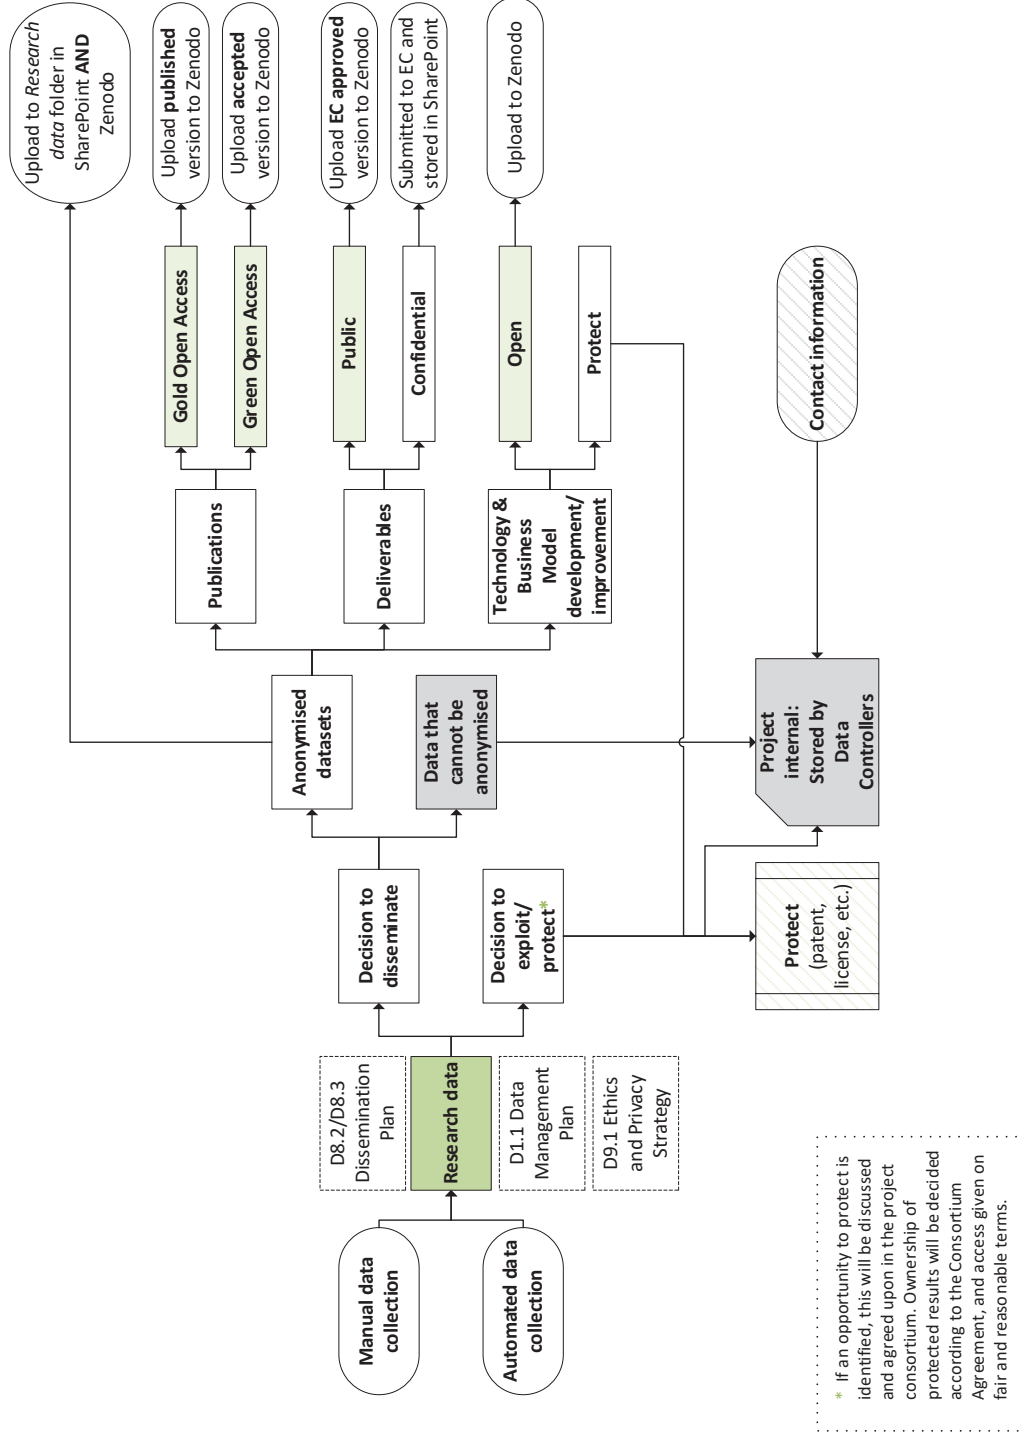 Manual data
collection
Automated data
collection
D8.2/D8.3
Dissemination
Plan
Research data
D1.1 Data
Management
Plan
D9.1 Ethics
and Privacy
Strategy
Decision to
disseminate
Decision to
exploit/
protect*
Anonymised
datasets
Data that
cannot be
anonymised
Publications
Deliverables
Technology &
Business
Model
development/
improvement
Gold Open Access
Green Open Access
Public
Confidential
Open
Protect
Upload to Research
data folder in
SharePoint AND
Zenodo
Upload published
version to Zenodo
Upload accepted
version to Zenodo
Upload EC approved
version to Zenodo
Submitted to EC and
stored in SharePoint
Upload to Zenodo
Protect
(patent,
license, etc.)
Project
internal:
Stored by
Data
Controllers
Contact information
* If an opportunity to protect is
identified, this will be discussed
and agreed upon in the project
consortium. Ownership of
protected results will be decided
according to the Consortium
Agreement, and access given on
fair and reasonable terms.